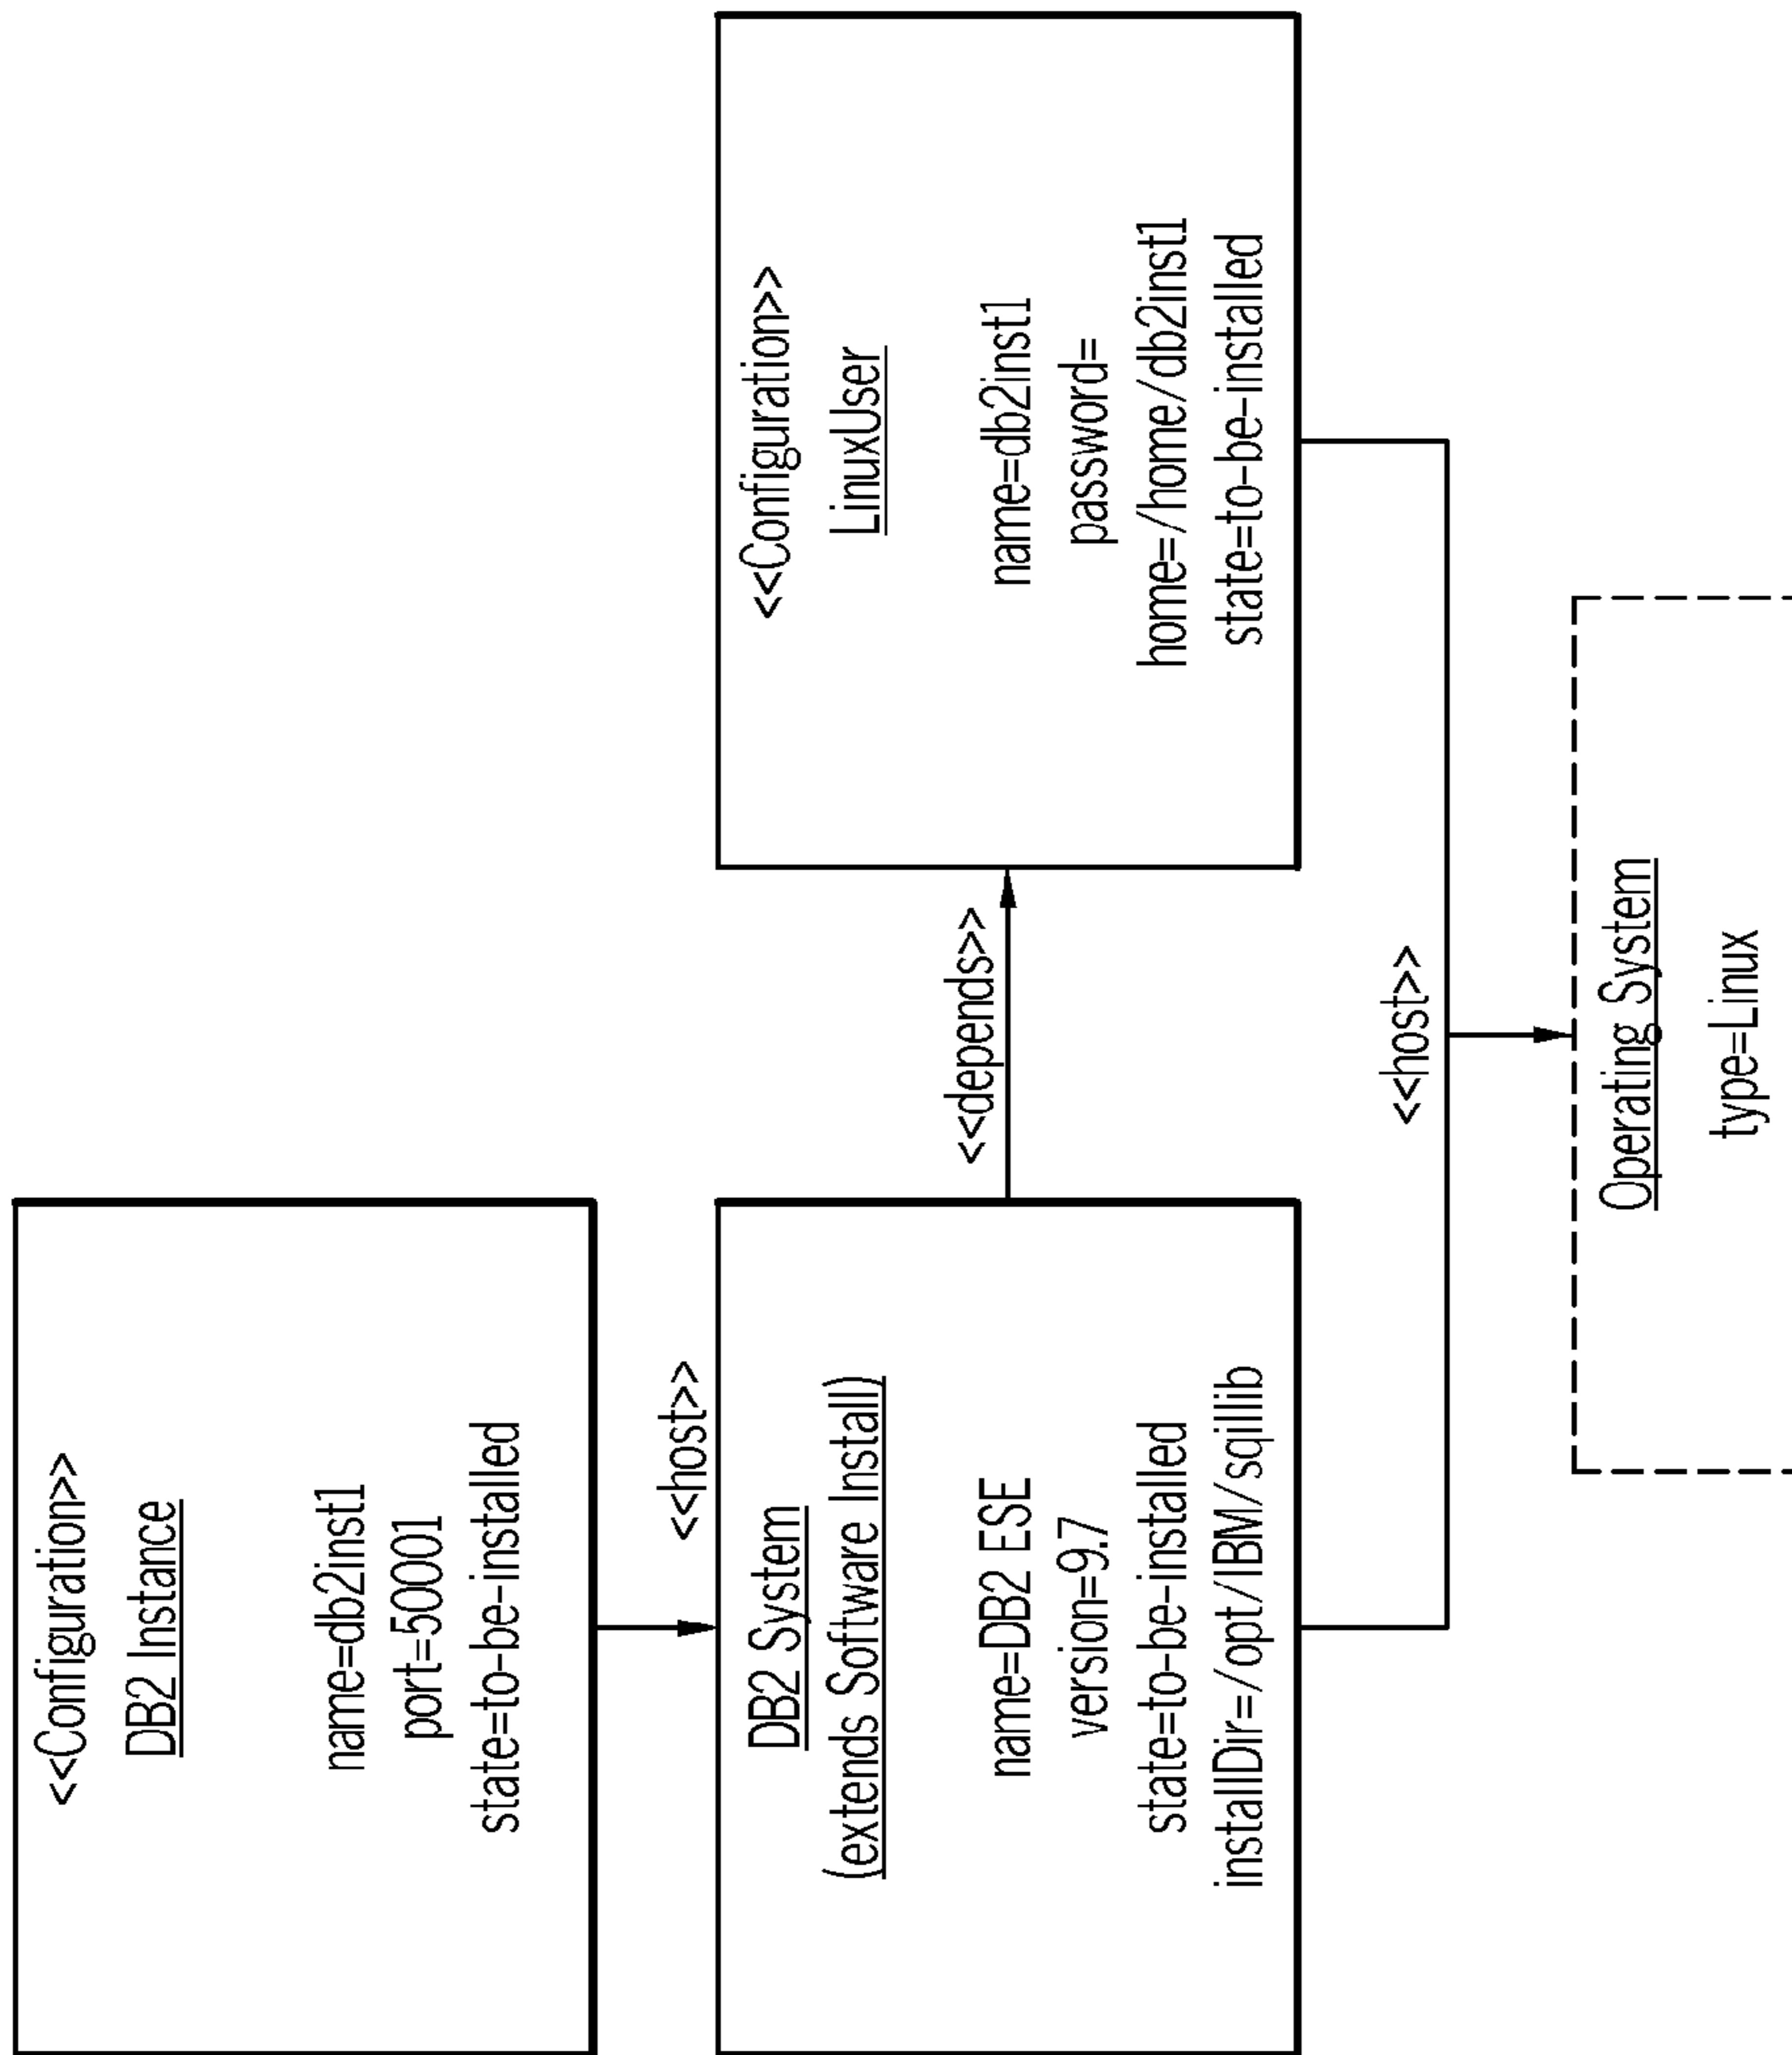 <<Configuration>>
DB2 Instance
name=db2inst1
port=50001
state=to-be-installed
<<host>>
DB2 System
(extends Software Install)
name=DB2 ESE
version=9.7
state=to-be-installed
installDir=/opt/IBM/sqillib
<<depends>>
<<Configuration>>
LinuxUser
name=db2inst1
password=
home=/home/db2inst1
state=to-be-installed
<<host>>
Operating System
type=Linux